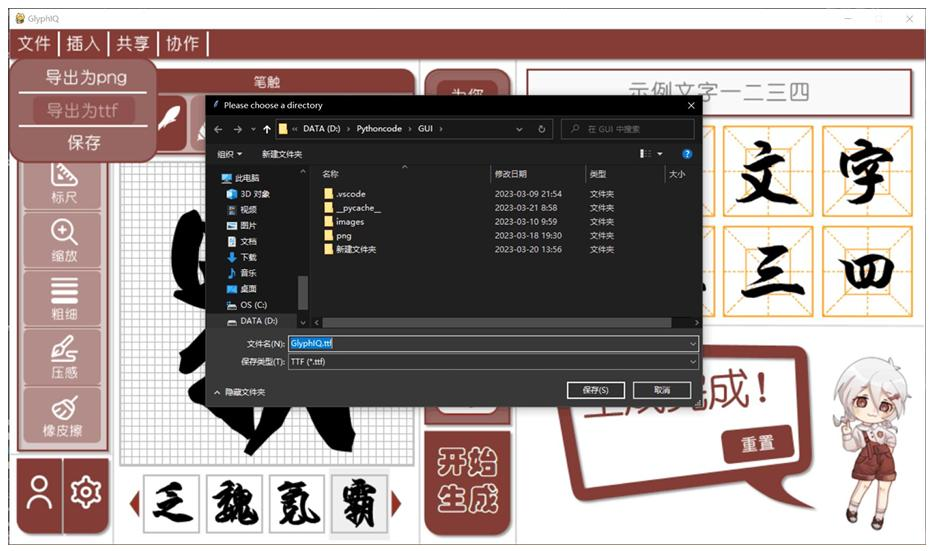 GlyphIQ
文件 插入 共享 协作
导出为png
导出为ttf
保存
笔触
为您
示例文字一二三四
标尺
缩放
粗细
压感
橡皮擦
Please choose a directory
« DATA (D:) › Pythoncode › GUI ›
在 GUI 中搜索
组织 新建文件夹
此电脑
3D 对象
视频
图片
文档
下载
音乐
桌面
OS (C:)
DATA (D:)
名称 修改日期 类型 大小
.vscode 2023-03-09 21:54 文件夹
__pycache__ 2023-03-21 8:58 文件夹
images 2023-03-10 9:59 文件夹
png 2023-03-18 19:30 文件夹
新建文件夹 2023-03-20 13:56 文件夹
文件名(N): GlyphIQ.ttf
保存类型(T): TTF (*.ttf)
隐藏文件夹
保存(S) 取消
文 字
三 四
生成完成!
重置
开始
生成
乏 魏 氪 霸